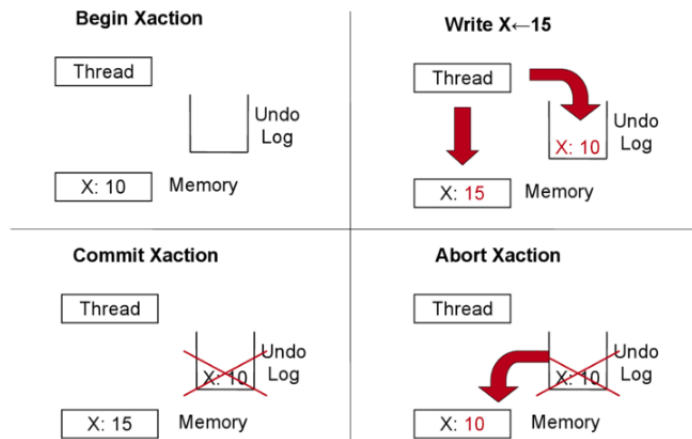 Begin Xaction
Thread
Undo
Log
X: 10
Memory
Write X←15
Thread
Undo
Log
X: 10
X: 15
Memory
Commit Xaction
Thread
Undo
Log
X: 10
X: 15
Memory
Abort Xaction
Thread
Undo
Log
X: 10
X: 10
Memory